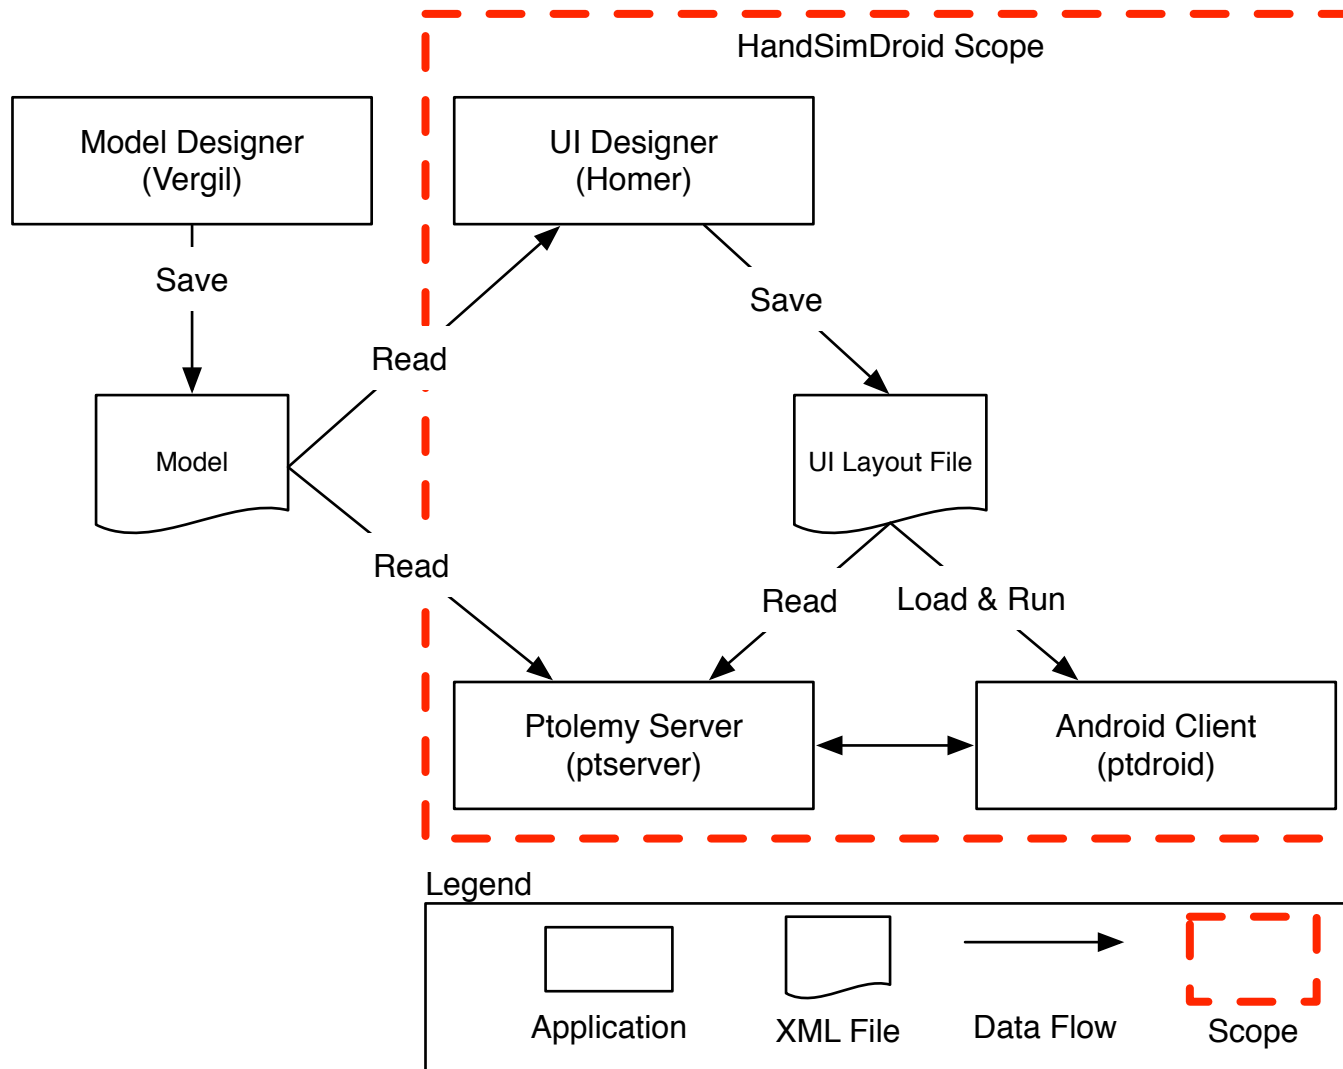 HandSimDroid Scope
Model Designer
(Vergil)
UI Designer
(Homer)
Save
Save
Read
Model
UI Layout File
Read
Read
Load & Run
Ptolemy Server
(ptserver)
Android Client
(ptdroid)
Legend
Application
XML File
Data Flow
Scope